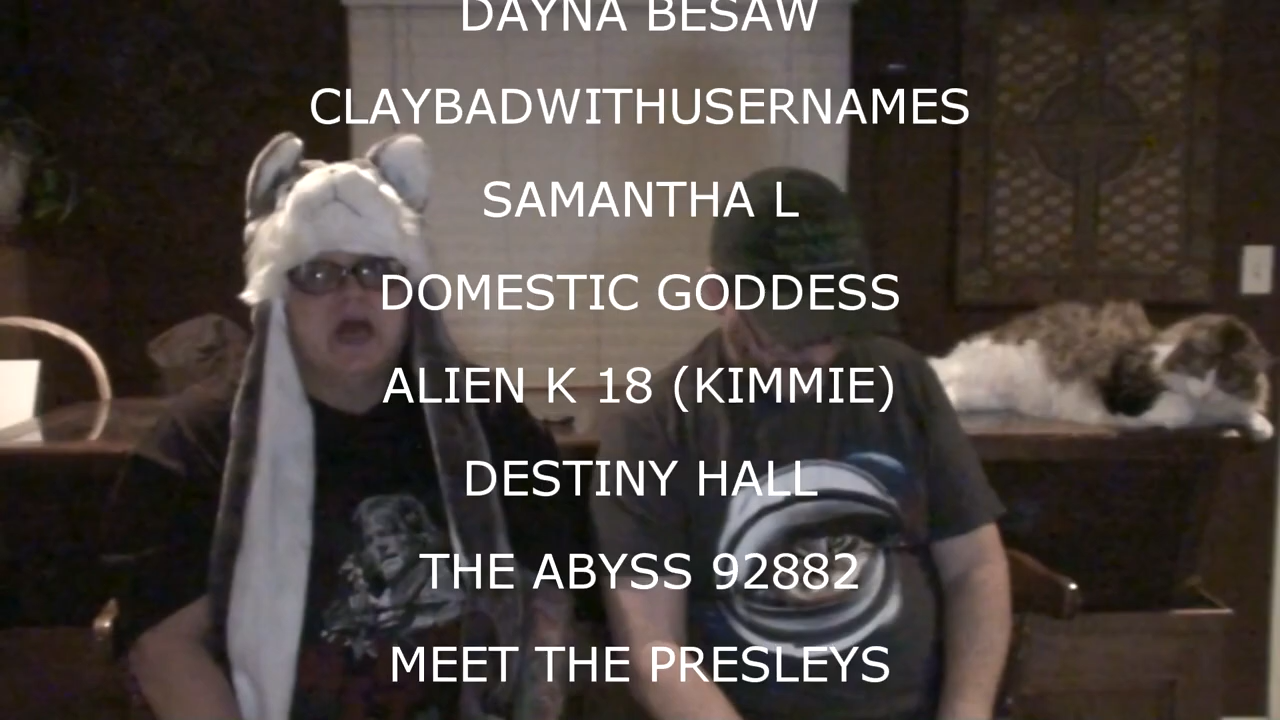 DAYNA BESAW
CLAYBADWITHUSERNAMES
SAMANTHA L
DOMESTIC GODDESS
ALIEN K 18 (KIMMIE)
DESTINY HALL
THE ABYSS 92882
MEET THE PRESLEYS